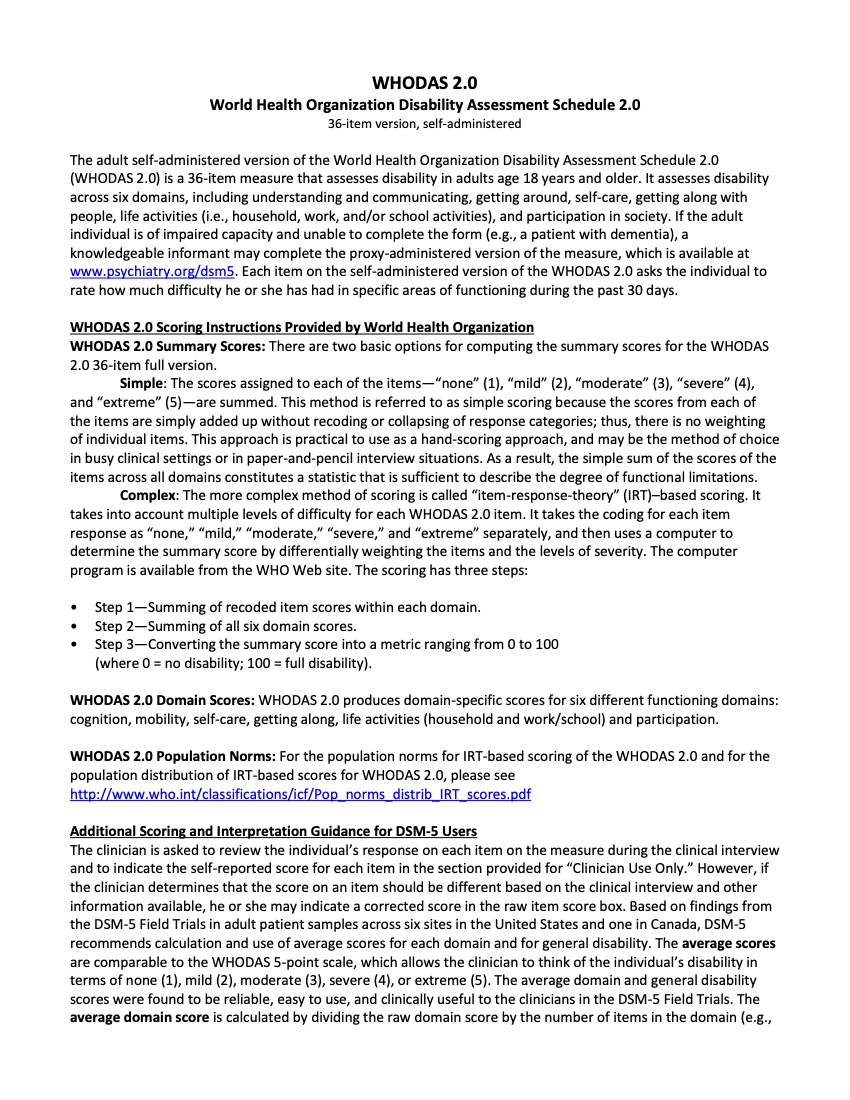 WHODAS 2.0
World Health Organization Disability Assessment Schedule 2.0
36-item version, self-administered
The adult self-administered version of the World Health Organization Disability Assessment Schedule 2.0
(WHODAS 2.0) is a 36-item measure that assesses disability in adults age 18 years and older. It assesses disability
across six domains, including understanding and communicating, getting around, self-care, getting along with
people, life activities (i.e., household, work, and/or school activities), and participation in society. If the adult
individual is of impaired capacity and unable to complete the form (e.g., a patient with dementia), a
knowledgeable informant may complete the proxy-administered version of the measure, which is available at
www.psychiatry.org/dsm5. Each item on the self-administered version of the WHODAS 2.0 asks the individual to
rate how much difficulty he or she has had in specific areas of functioning during the past 30 days.
WHODAS 2.0 Scoring Instructions Provided by World Health Organization
WHODAS 2.0 Summary Scores: There are two basic options for computing the summary scores for the WHODAS
2.0 36-item full version.
Simple: The scores assigned to each of the items—“none” (1), “mild” (2), “moderate” (3), “severe” (4),
and “extreme” (5)—are summed. This method is referred to as simple scoring because the scores from each of
the items are simply added up without recoding or collapsing of response categories; thus, there is no weighting
of individual items. This approach is practical to use as a hand-scoring approach, and may be the method of choice
in busy clinical settings or in paper-and-pencil interview situations. As a result, the simple sum of the scores of the
items across all domains constitutes a statistic that is sufficient to describe the degree of functional limitations.
Complex: The more complex method of scoring is called “item-response-theory” (IRT)–based scoring. It
takes into account multiple levels of difficulty for each WHODAS 2.0 item. It takes the coding for each item
response as “none,” “mild,” “moderate,” “severe,” and “extreme” separately, and then uses a computer to
determine the summary score by differentially weighting the items and the levels of severity. The computer
program is available from the WHO Web site. The scoring has three steps:
• Step 1—Summing of recoded item scores within each domain.
• Step 2—Summing of all six domain scores.
• Step 3—Converting the summary score into a metric ranging from 0 to 100
(where 0 = no disability; 100 = full disability).
WHODAS 2.0 Domain Scores: WHODAS 2.0 produces domain-specific scores for six different functioning domains:
cognition, mobility, self-care, getting along, life activities (household and work/school) and participation.
WHODAS 2.0 Population Norms: For the population norms for IRT-based scoring of the WHODAS 2.0 and for the
population distribution of IRT-based scores for WHODAS 2.0, please see
http://www.who.int/classifications/icf/Pop_norms_distrib_IRT_scores.pdf
Additional Scoring and Interpretation Guidance for DSM-5 Users
The clinician is asked to review the individual’s response on each item on the measure during the clinical interview
and to indicate the self-reported score for each item in the section provided for “Clinician Use Only.” However, if
the clinician determines that the score on an item should be different based on the clinical interview and other
information available, he or she may indicate a corrected score in the raw item score box. Based on findings from
the DSM-5 Field Trials in adult patient samples across six sites in the United States and one in Canada, DSM-5
recommends calculation and use of average scores for each domain and for general disability. The average scores
are comparable to the WHODAS 5-point scale, which allows the clinician to think of the individual’s disability in
terms of none (1), mild (2), moderate (3), severe (4), or extreme (5). The average domain and general disability
scores were found to be reliable, easy to use, and clinically useful to the clinicians in the DSM-5 Field Trials. The
average domain score is calculated by dividing the raw domain score by the number of items in the domain (e.g.,